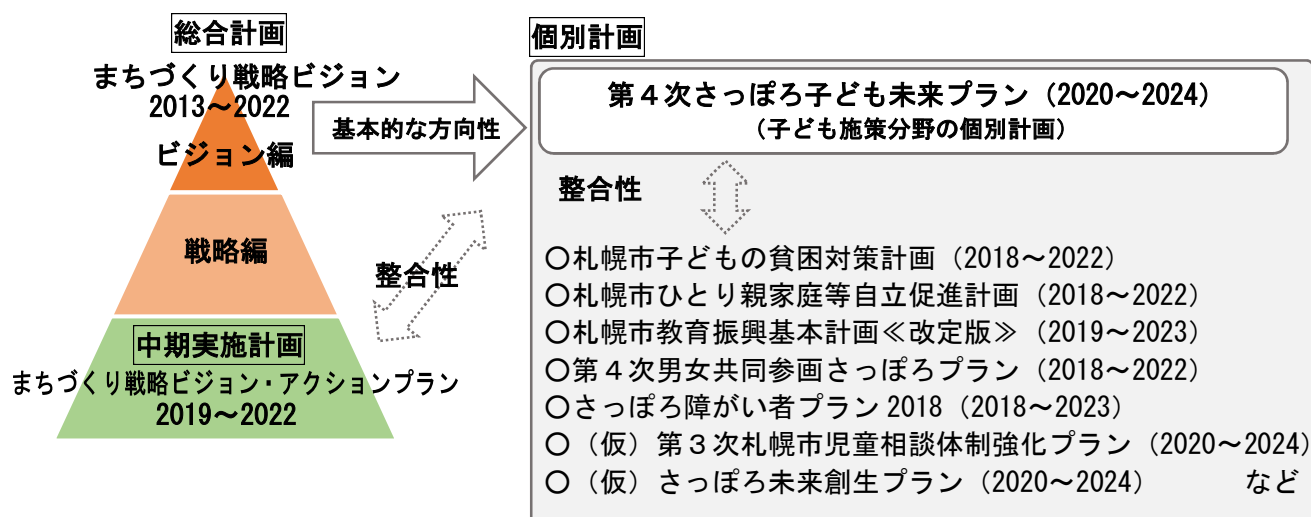 総合計画
まちづくり戦略ビジョン
2013～2022
ビジョン編
戦略編
中期実施計画
まちづくり戦略ビジョン・アクションプラン
2019～2022
基本的な方向性
整合性
個別計画
第４次さっぽろ子ども未来プラン（2020～2024）
（子ども施策分野の個別計画）
整合性
○札幌市子どもの貧困対策計画（2018～2022）
○札幌市ひとり親家庭等自立促進計画（2018～2022）
○札幌市教育振興基本計画≪改定版≫（2019～2023）
○第４次男女共同参画さっぽろプラン（2018～2022）
○さっぽろ障がい者プラン 2018（2018～2023）
○（仮）第３次札幌市児童相談体制強化プラン（2020～2024）
○（仮）さっぽろ未来創生プラン（2020～2024）　　　など